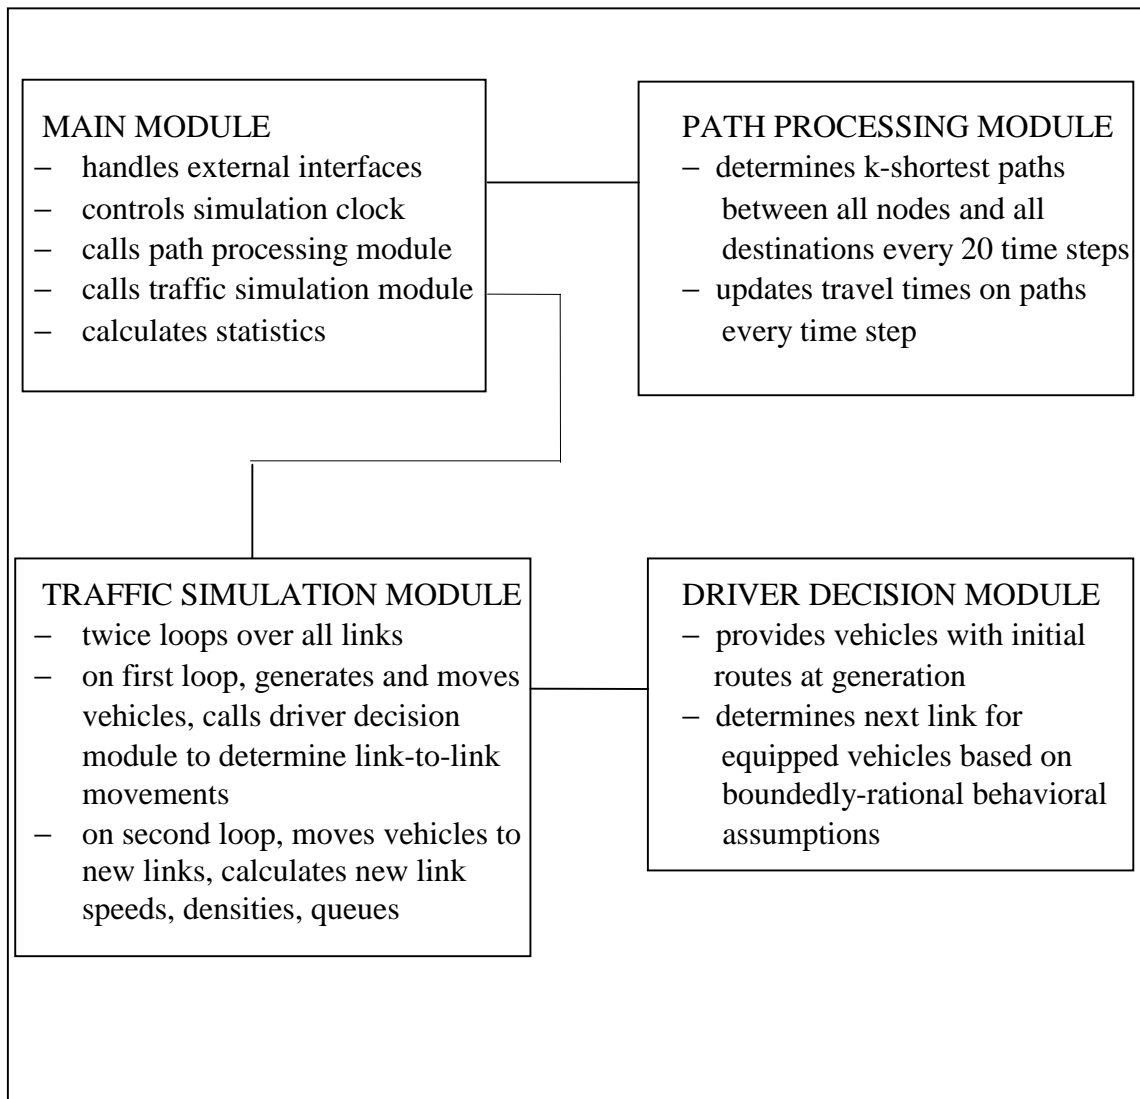 MAIN MODULE
– handles external interfaces
– controls simulation clock
– calls path processing module
– calls traffic simulation module
– calculates statistics
PATH PROCESSING MODULE
– determines k-shortest paths
between all nodes and all
destinations every 20 time steps
– updates travel times on paths
every time step
TRAFFIC SIMULATION MODULE
– twice loops over all links
– on first loop, generates and moves
vehicles, calls driver decision
module to determine link-to-link
movements
– on second loop, moves vehicles to
new links, calculates new link
speeds, densities, queues
DRIVER DECISION MODULE
– provides vehicles with initial
routes at generation
– determines next link for
equipped vehicles based on
boundedly-rational behavioral
assumptions